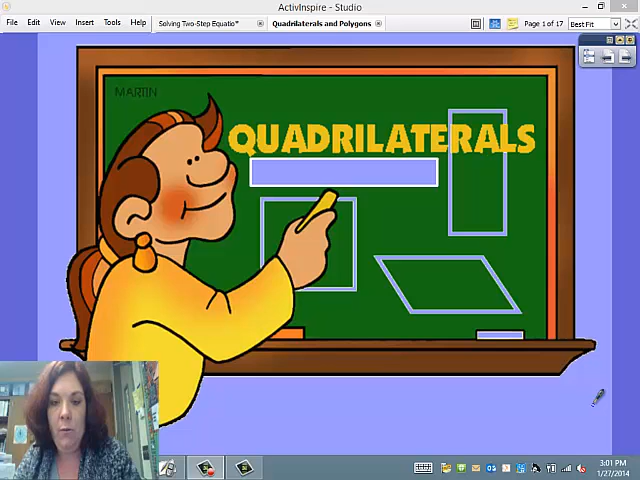 ActivInspire - Studio
File Edit View Insert Tools Help
Solving Two-Step Equatio*
Quadrilaterals and Polygons
Page 1 of 17
Best Fit
MARTIN
QUADRILATERALS
3:01 PM
1/27/2014